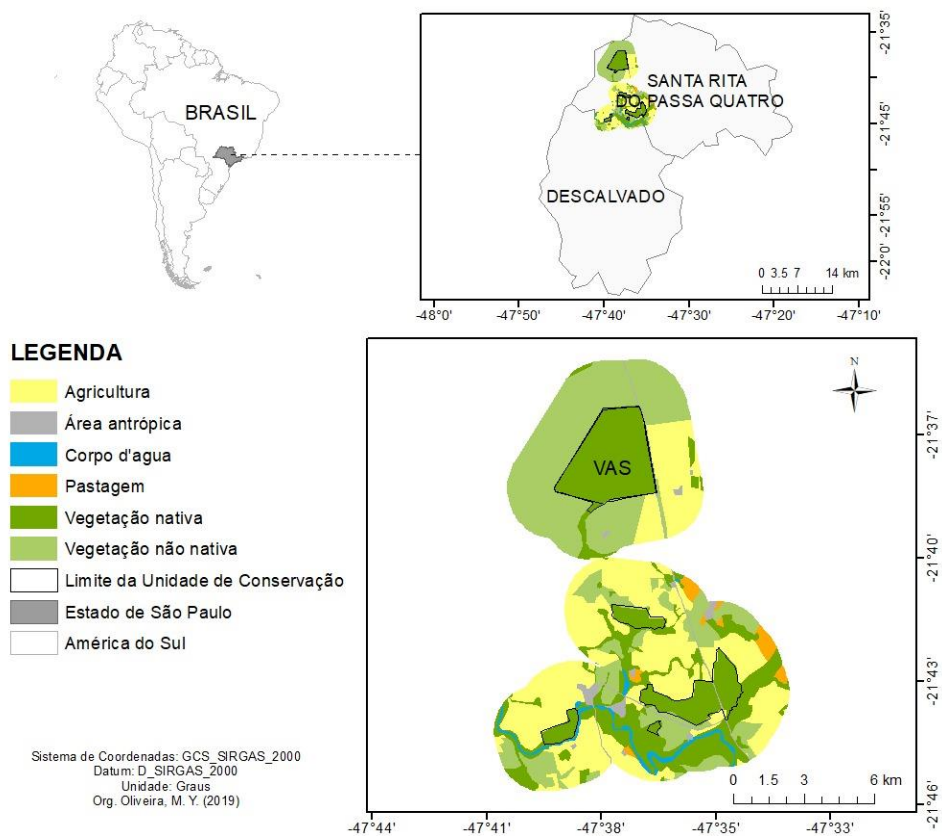 BRASIL
SANTA RITA
DO PASSA QUATRO
DESCALVADO
0 3.5 7 14 km
-21°35'
-21°45'
-21°55'
-22°0'
-48°0' -47°50' -47°40' -47°30' -47°20' -47°10'
LEGENDA
Agricultura
Área antrópica
Corpo d'agua
Pastagem
Vegetação nativa
Vegetação não nativa
Limite da Unidade de Conservação
Estado de São Paulo
América do Sul
Sistema de Coordenadas: GCS_SIRGAS_2000
Datum: D_SIRGAS_2000
Unidade: Graus
Org. Oliveira, M. Y. (2019)
N
VAS
-21°37'
-21°40'
-21°43'
-21°46'
0 1.5 3 6 km
-47°44' -47°41' -47°38' -47°35' -47°33'